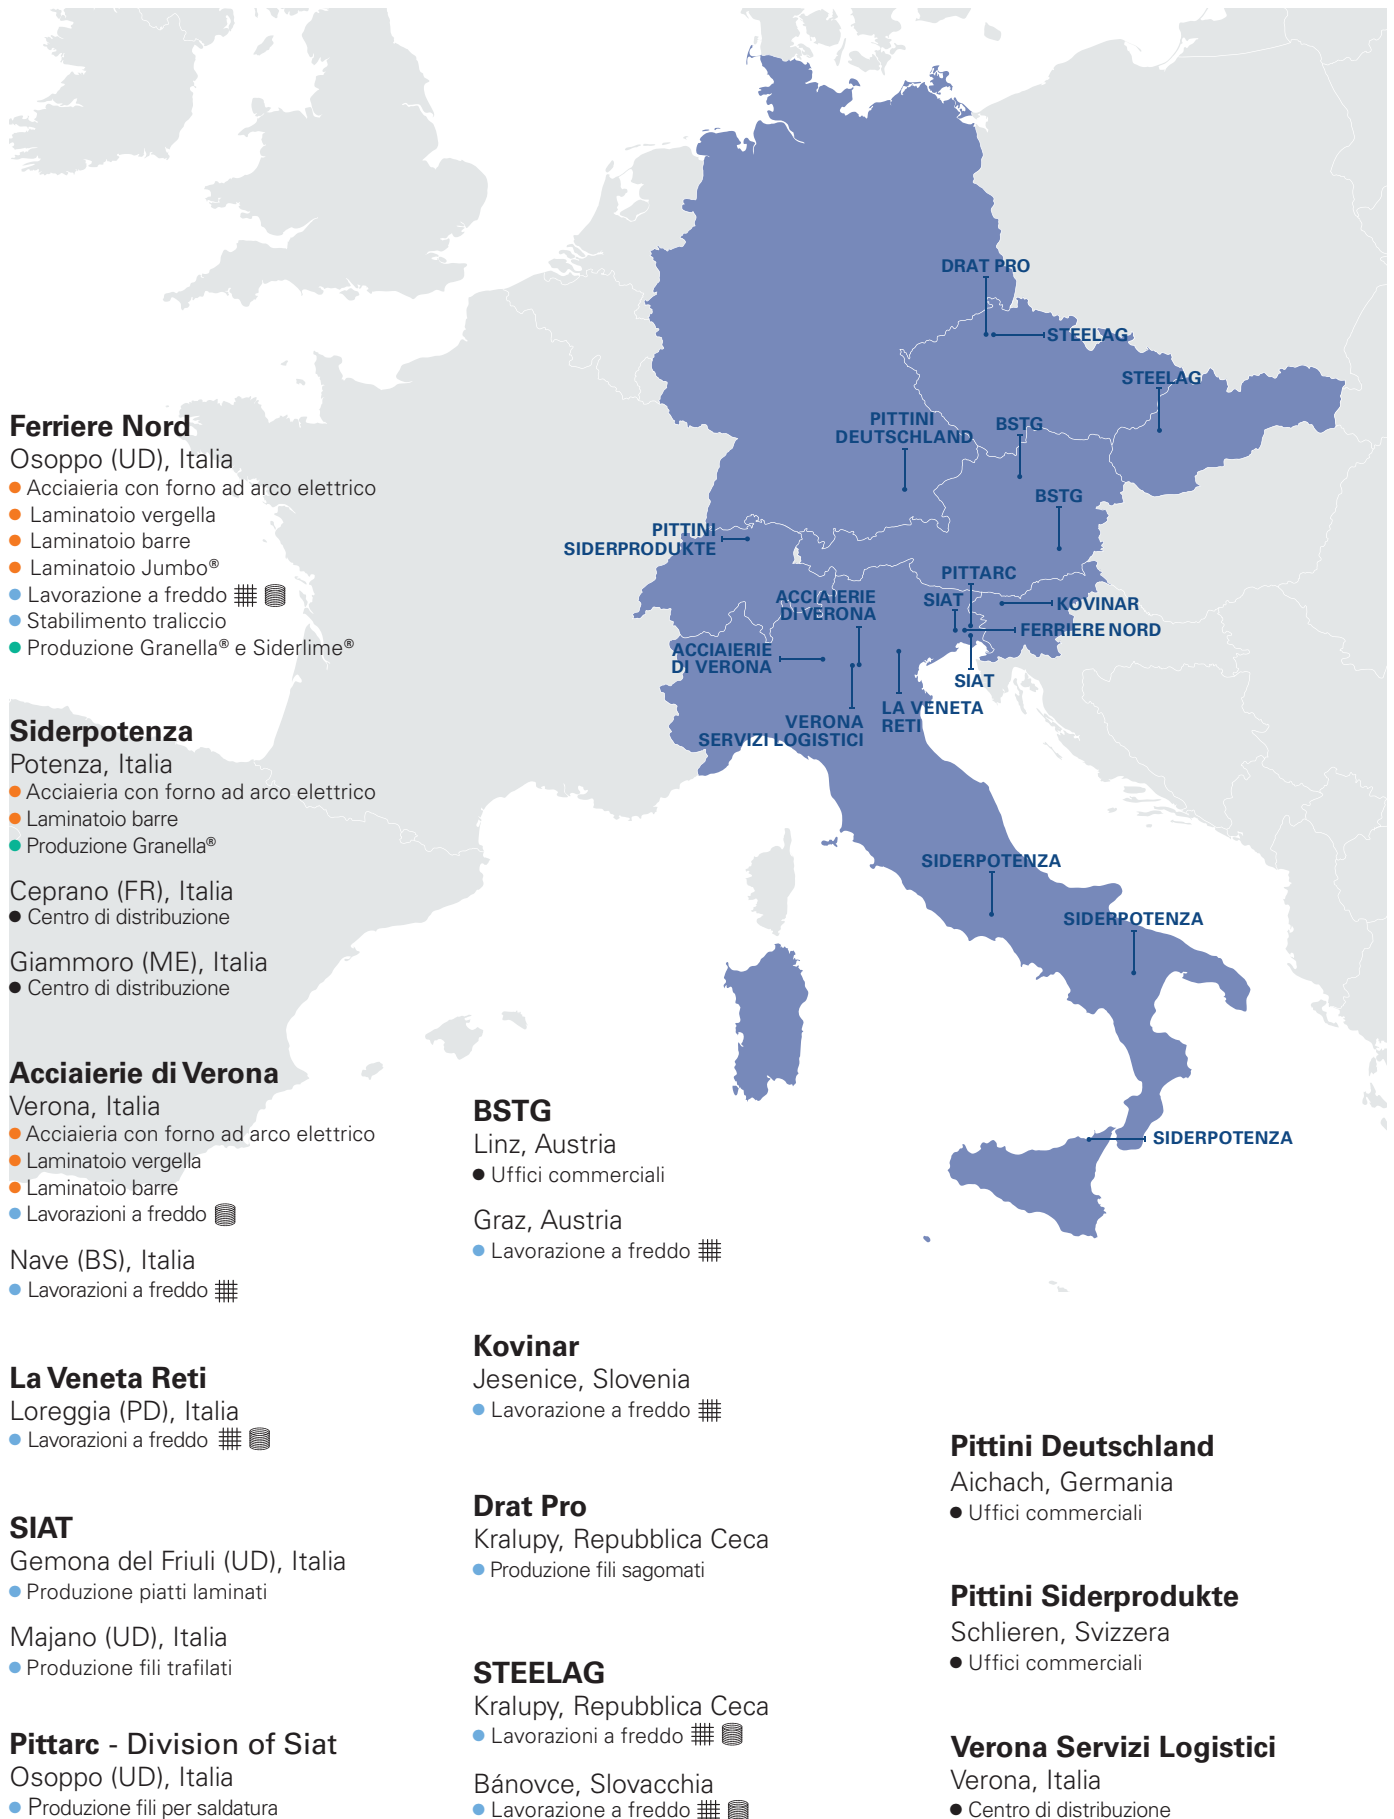 DRAT PRO
STEELAG
STEELAG
PITTINI
DEUTSCHLAND
BSTG
BSTG
PITTINI
SIDERPRODUKTE
PITTARC
ACCIAIERIE
DI VERONA
SIAT
KOVINAR
FERRIERE NORD
ACCIAIERIE
DI VERONA
SIAT
LA VENETA
RETI
VERONA
SERVIZI LOGISTICI
SIDERPOTENZA
SIDERPOTENZA
SIDERPOTENZA
Ferriere Nord
Osoppo (UD), Italia
Acciaieria con forno ad arco elettrico
Laminatoio vergella
Laminatoio barre
Laminatoio Jumbo®
Lavorazione a freddo
Stabilimento traliccio
Produzione Granella® e Siderlime®
Siderpotenza
Potenza, Italia
Acciaieria con forno ad arco elettrico
Laminatoio barre
Produzione Granella®
Ceprano (FR), Italia
Centro di distribuzione
Giammoro (ME), Italia
Centro di distribuzione
Acciaierie di Verona
Verona, Italia
Acciaieria con forno ad arco elettrico
Laminatoio vergella
Laminatoio barre
Lavorazioni a freddo
Nave (BS), Italia
Lavorazioni a freddo
La Veneta Reti
Loreggia (PD), Italia
Lavorazioni a freddo
SIAT
Gemona del Friuli (UD), Italia
Produzione piatti laminati
Majano (UD), Italia
Produzione fili trafilati
Pittarc - Division of Siat
Osoppo (UD), Italia
Produzione fili per saldatura
BSTG
Linz, Austria
Uffici commerciali
Graz, Austria
Lavorazione a freddo
Kovinar
Jesenice, Slovenia
Lavorazione a freddo
Drat Pro
Kralupy, Repubblica Ceca
Produzione fili sagomati
STEELAG
Kralupy, Repubblica Ceca
Lavorazioni a freddo
Bánovce, Slovacchia
Lavorazione a freddo
Pittini Deutschland
Aichach, Germania
Uffici commerciali
Pittini Siderprodukte
Schlieren, Svizzera
Uffici commerciali
Verona Servizi Logistici
Verona, Italia
Centro di distribuzione